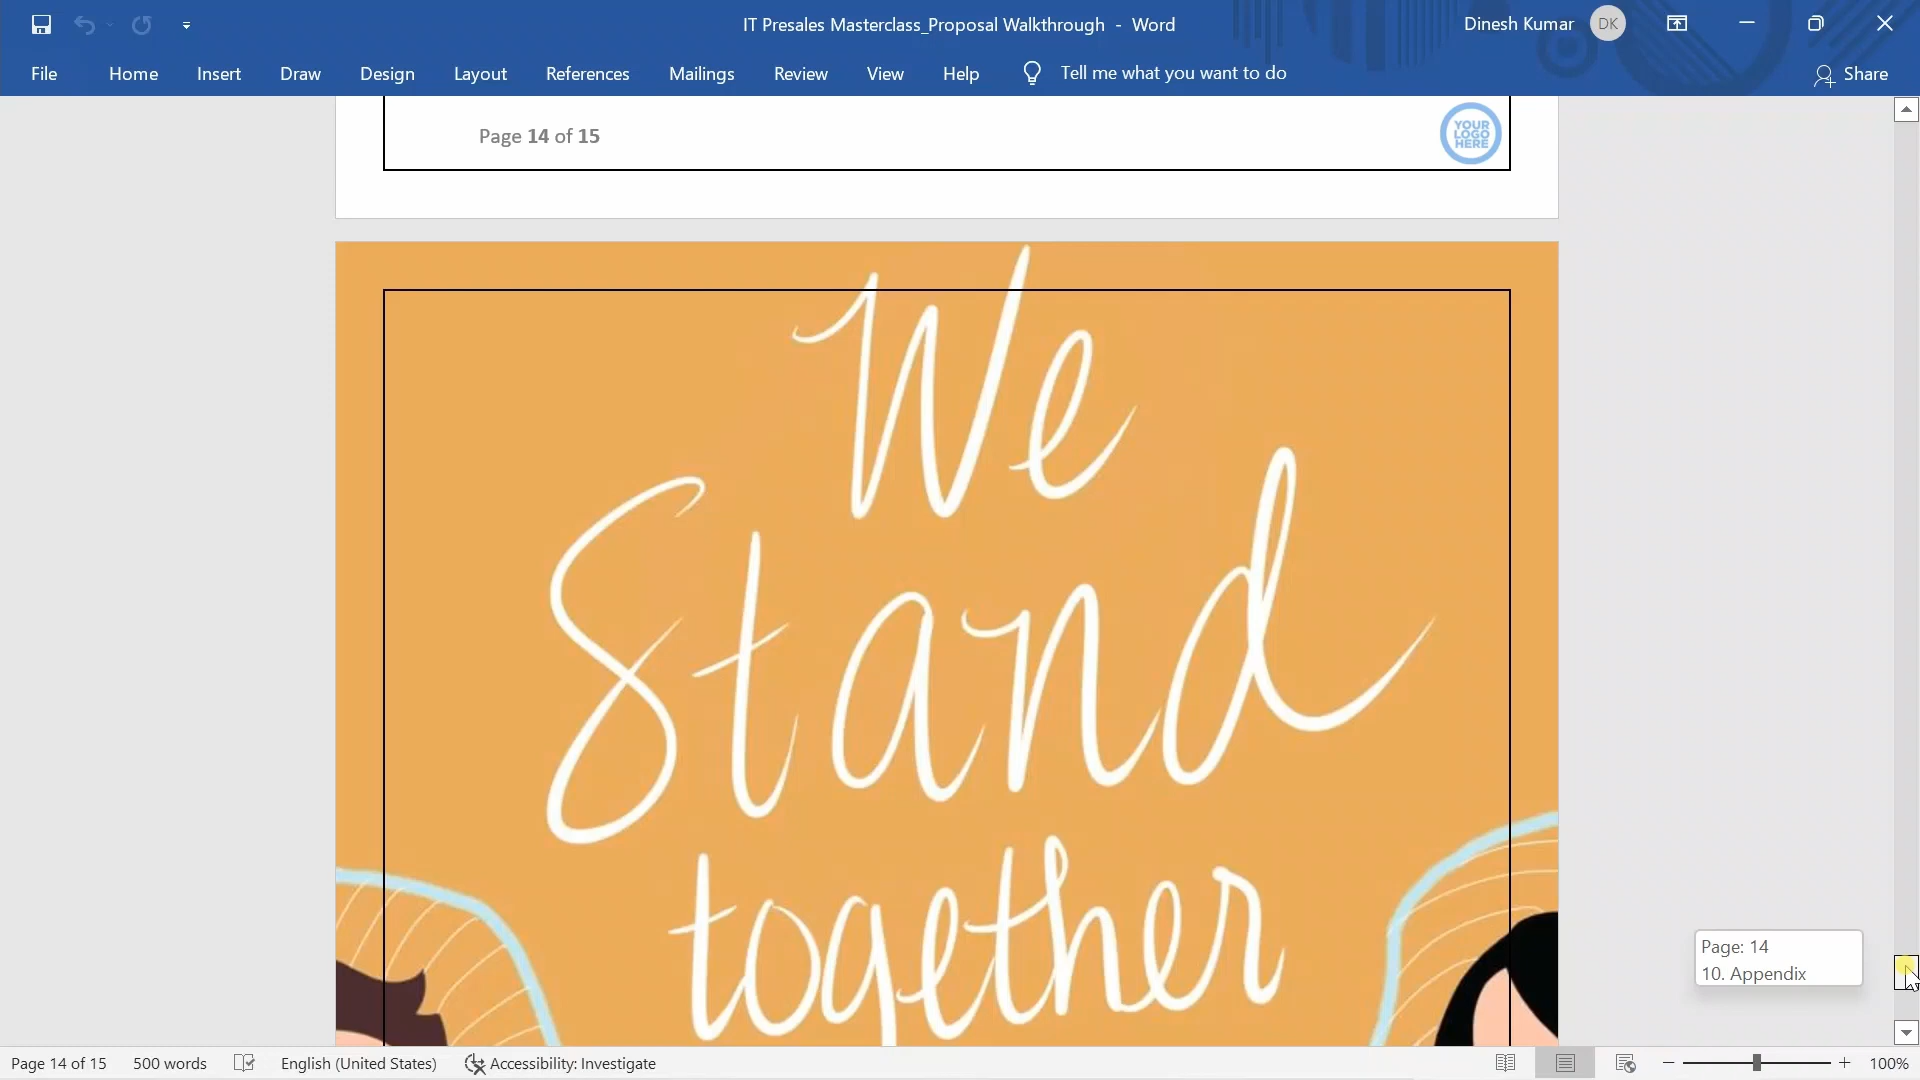 IT Presales Masterclass_Proposal Walkthrough - Word
Dinesh Kumar
DK
File
Home
Insert
Draw
Design
Layout
References
Mailings
Review
View
Help
Tell me what you want to do
Share
Page 14 of 15
YOUR
LOGO
HERE
We
Stand
together
Page: 14
10. Appendix
Page 14 of 15
500 words
English (United States)
Accessibility: Investigate
100%